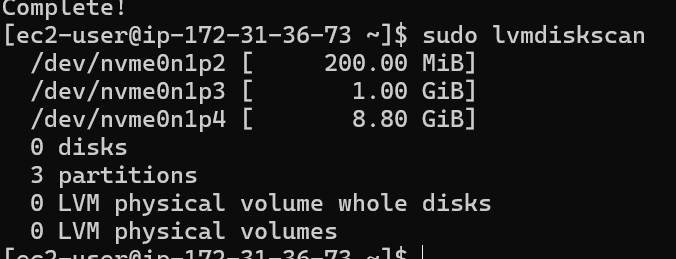 Complete!
[ec2-user@ip-172-31-36-73 ~]$ sudo lvmdiskscan
  /dev/nvme0n1p2 [     200.00 MiB]
  /dev/nvme0n1p3 [       1.00 GiB]
  /dev/nvme0n1p4 [       8.80 GiB]
  0 disks
  3 partitions
  0 LVM physical volume whole disks
  0 LVM physical volumes
[ec2-user@ip-172-31-36-73 ~]$